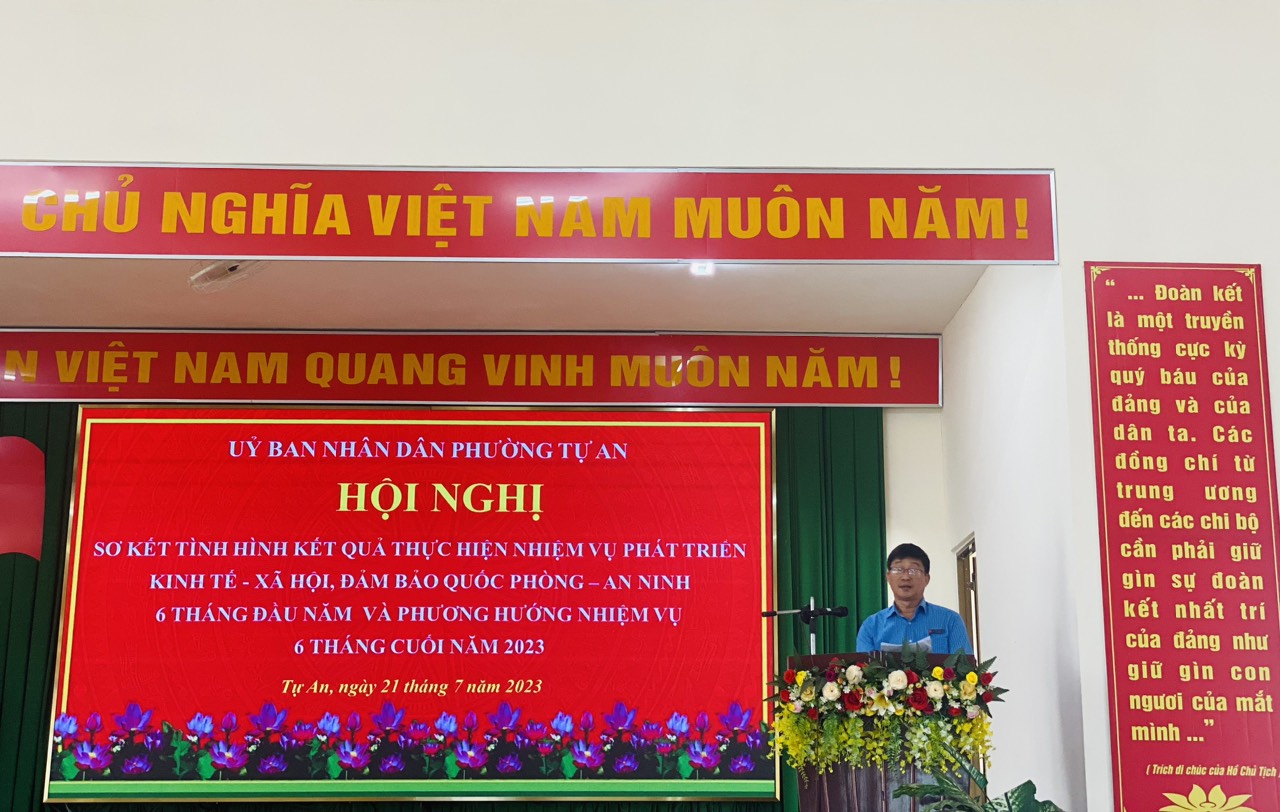 CHỦ NGHĨA VIỆT NAM MUÔN NĂM!
VIỆT NAM QUANG VINH MUÔN NĂM!
UỶ BAN NHÂN DÂN PHƯỜNG TỰ AN
HỘI NGHỊ
SƠ KẾT TÌNH HÌNH KẾT QUẢ THỰC HIỆN NHIỆM VỤ PHÁT TRIỂN
KINH TẾ - XÃ HỘI, ĐẢM BẢO QUỐC PHÒNG – AN NINH
6 THÁNG ĐẦU NĂM VÀ PHƯƠNG HƯỚNG NHIỆM VỤ
6 THÁNG CUỐI NĂM 2023
Tự An, ngày 21 tháng 7 năm 2023
“ ... Đoàn kết
là một truyền
thống cực kỳ
quý báu của
đảng và của
dân ta. Các
đồng chí từ
trung ương
đến các chi bộ
cần phải giữ
gìn sự đoàn
kết nhất trí
của đảng như
giữ gìn con
ngươi của mắt
mình ...”
( Trích di chúc của Hồ Chủ Tịch